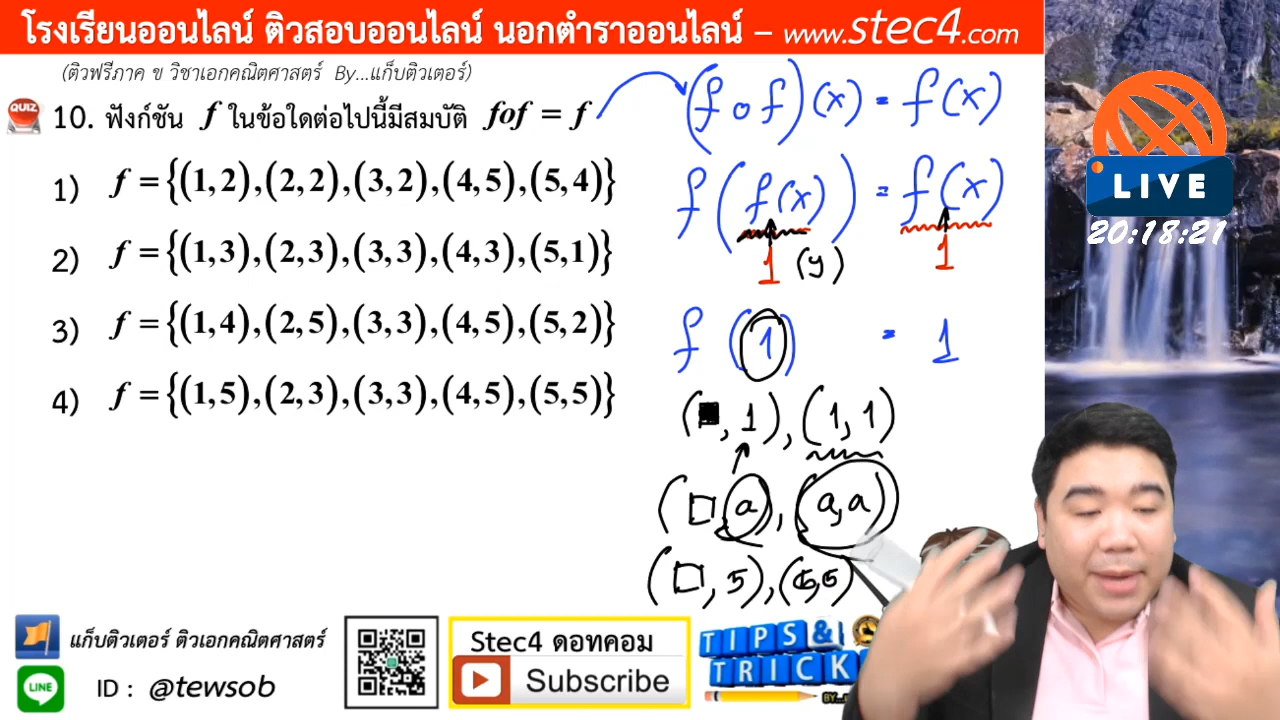 โรงเรียนออนไลน์ ติวสอบออนไลน์ นอกตำราออนไลน์ – www.stec4.com
(ติวฟรีภาค ข วิชาเอกคณิตศาสตร์ By...แก็บติวเตอร์)
QUIZ
10. ฟังก์ชัน f ในข้อใดต่อไปนี้มีสมบัติ fof = f
1) f = {(1,2),(2,2),(3,2),(4,5),(5,4)}
2) f = {(1,3),(2,3),(3,3),(4,3),(5,1)}
3) f = {(1,4),(2,5),(3,3),(4,5),(5,2)}
4) f = {(1,5),(2,3),(3,3),(4,5),(5,5)}
(f o f)(x) = f(x)
f(f(x)) = f(x)
1 (y) 1
f (1) = 1
(■, 1), (1, 1)
(□, a), (a, a)
(□, 5), (5,5)
LIVE
20:18:21
แก็บติวเตอร์ ติวเอกคณิตศาสตร์
LINE
ID : @tewsob
Stec4 ดอทคอม
Subscribe
TIPS &
TRICK